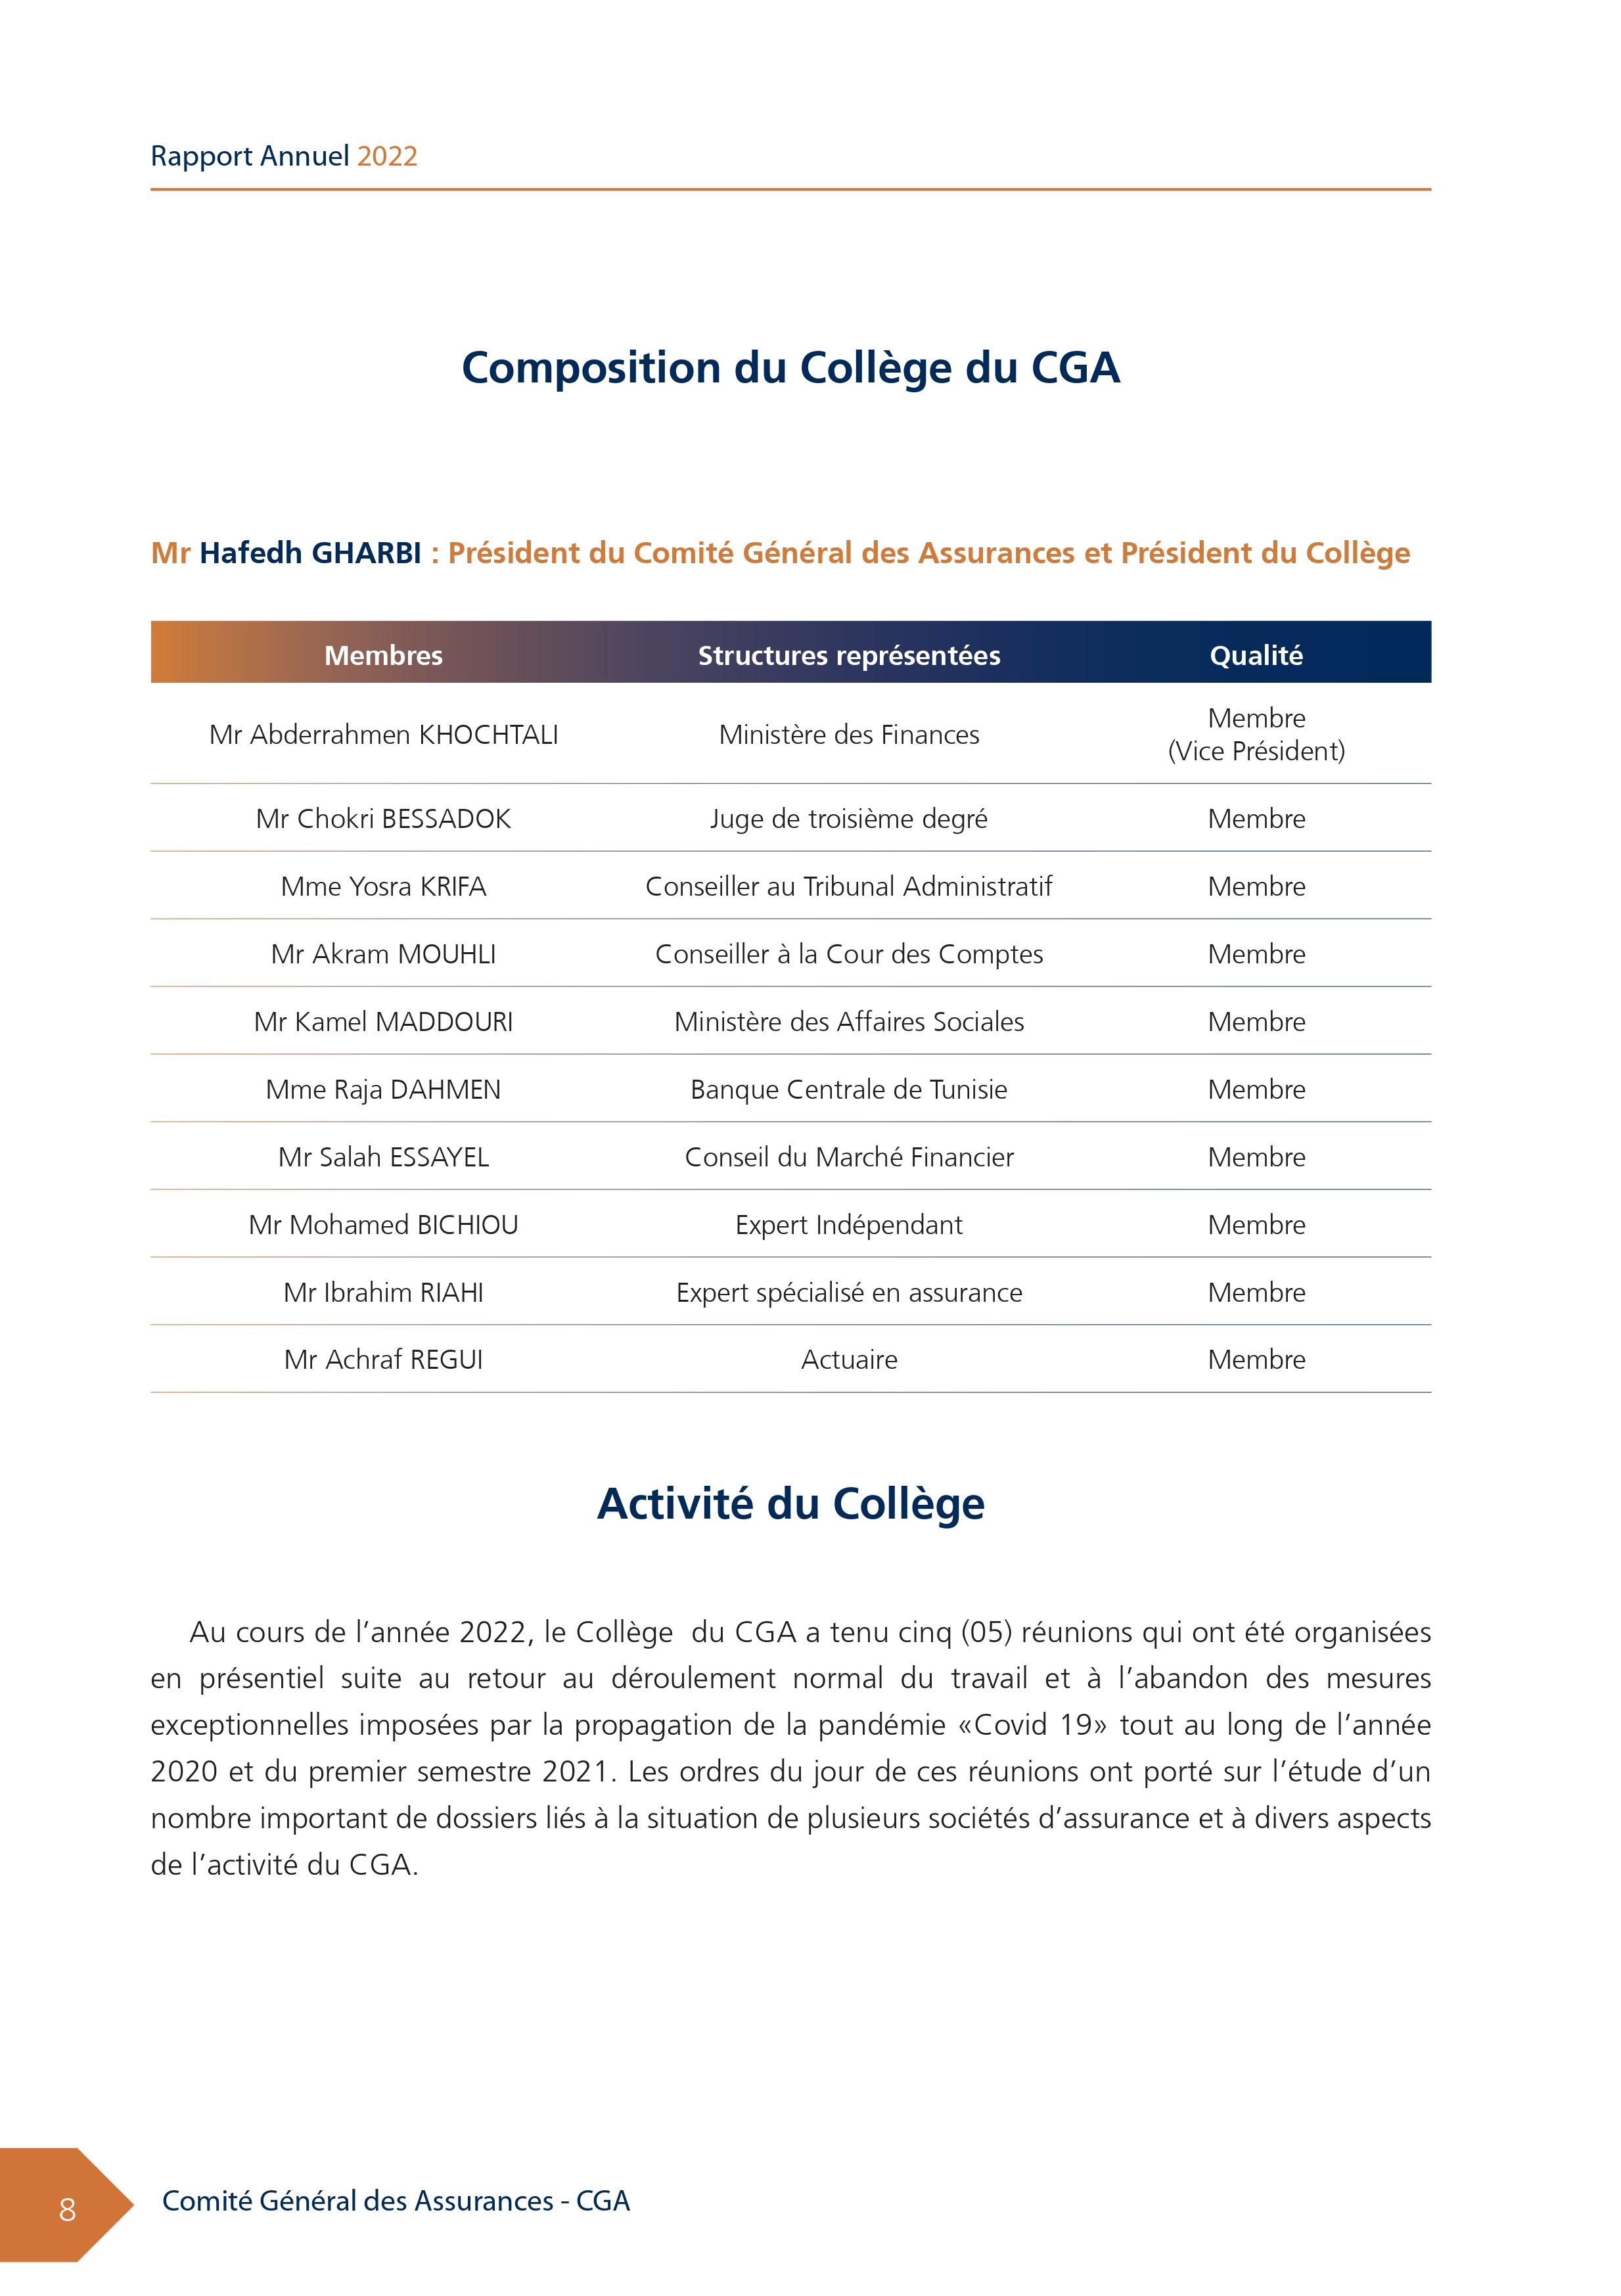 Rapport Annuel 2022
Composition du Collège du CGA
Mr Hafedh GHARBI : Président du Comité Général des Assurances et Président du Collège
Membres Structures représentées Qualité
Mr Abderrahmen KHOCHTALI Ministère des Finances Membre
(Vice Président)
Mr Chokri BESSADOK Juge de troisième degré Membre
Mme Yosra KRIFA Conseiller au Tribunal Administratif Membre
Mr Akram MOUHLI Conseiller à la Cour des Comptes Membre
Mr Kamel MADDOURI Ministère des Affaires Sociales Membre
Mme Raja DAHMEN Banque Centrale de Tunisie Membre
Mr Salah ESSAYEL Conseil du Marché Financier Membre
Mr Mohamed BICHIOU Expert Indépendant Membre
Mr Ibrahim RIAHI Expert spécialisé en assurance Membre
Mr Achraf REGUI Actuaire Membre
Activité du Collège
Au cours de l’année 2022, le Collège du CGA a tenu cinq (05) réunions qui ont été organisées
en présentiel suite au retour au déroulement normal du travail et à l’abandon des mesures
exceptionnelles imposées par la propagation de la pandémie «Covid 19» tout au long de l’année
2020 et du premier semestre 2021. Les ordres du jour de ces réunions ont porté sur l’étude d’un
nombre important de dossiers liés à la situation de plusieurs sociétés d’assurance et à divers aspects
de l’activité du CGA.
8 Comité Général des Assurances - CGA